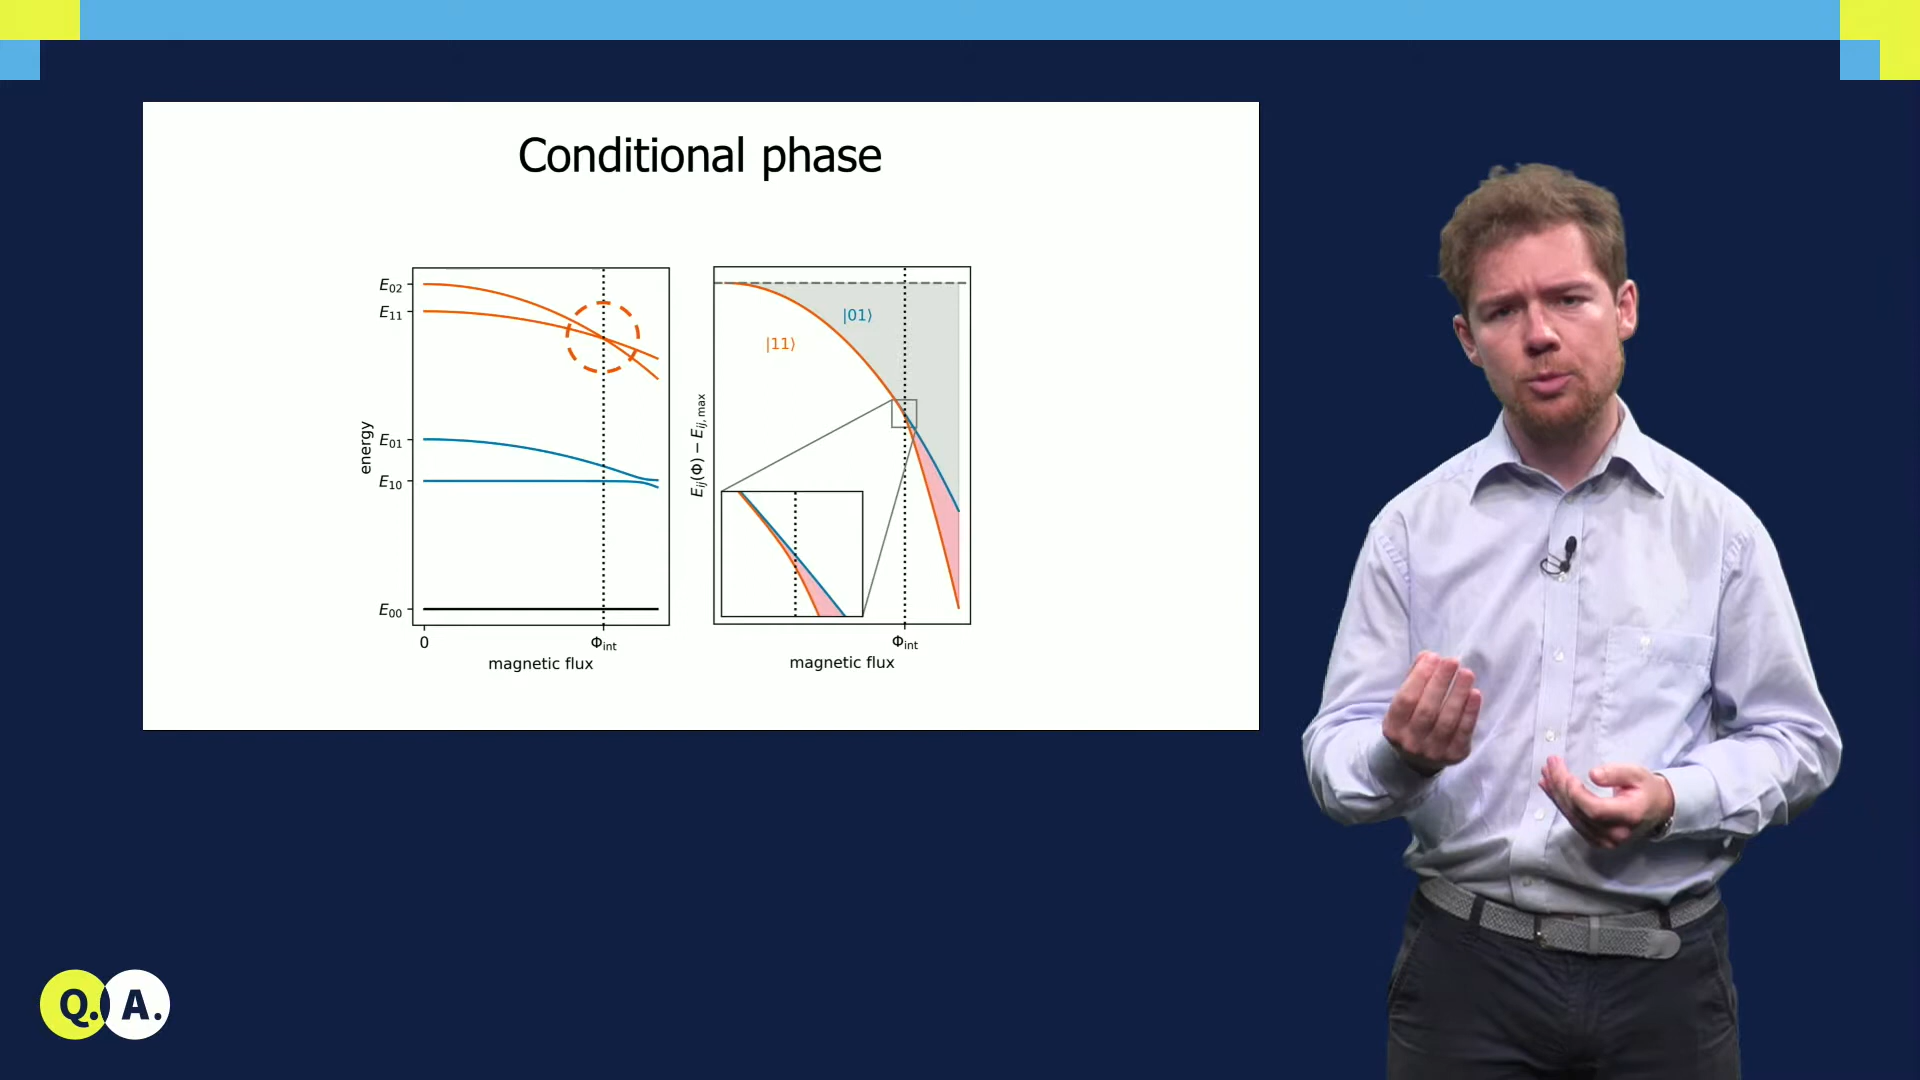 Conditional phase
E₀₂
E₁₁
E₀₁
E₁₀
E₀₀
energy
0
Φint
magnetic flux
Eij(Φ) − Eij, max
|01⟩
|11⟩
Φint
magnetic flux
Q. A.